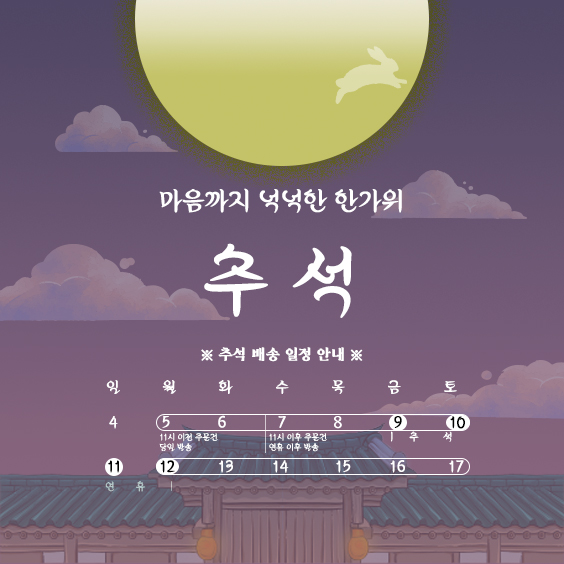 마음까지 넉넉한 한가위
추석
※ 추석 배송 일정 안내 ※
일 월 화 수 목 금 토
4 5 6 7 8 9 10
11시 이전 주문건 11시 이후 주문건 추 석
당일 발송 연휴 이후 발송
11 12 13 14 15 16 17
연 휴